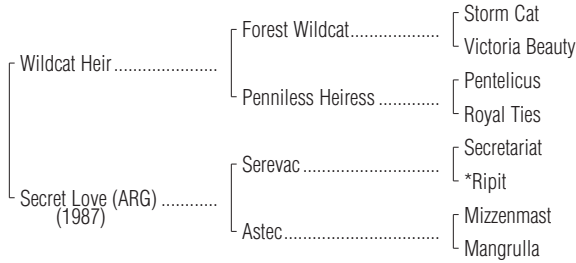 Storm Cat
Forest Wildcat....................
Victoria Beauty
Wildcat Heir.......................
Pentelicus
Penniless Heiress.............
Royal Ties
Secretariat
Serevac..............................
*Ripit
Secret Love (ARG)............
(1987)
Mizzenmast
Astec..................................
Mangrulla